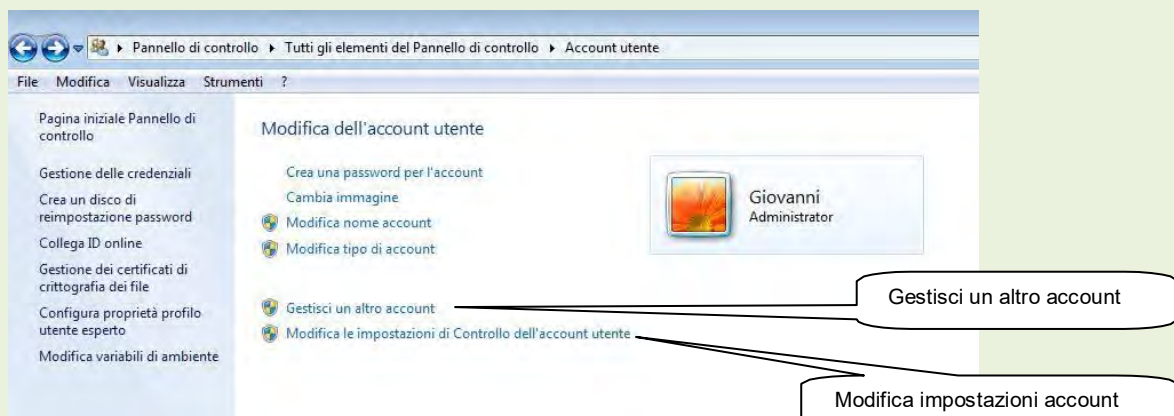 Pannello di controllo ▸ Tutti gli elementi del Pannello di controllo ▸ Account utente
File Modifica Visualizza Strumenti ?
Pagina iniziale Pannello di
controllo
Gestione delle credenziali
Crea un disco di
reimpostazione password
Collega ID online
Gestione dei certificati di
crittografia dei file
Configura proprietà profilo
utente esperto
Modifica variabili di ambiente
Modifica dell'account utente
Crea una password per l'account
Cambia immagine
Modifica nome account
Modifica tipo di account
Gestisci un altro account
Modifica le impostazioni di Controllo dell'account utente
Giovanni
Administrator
Gestisci un altro account
Modifica impostazioni account